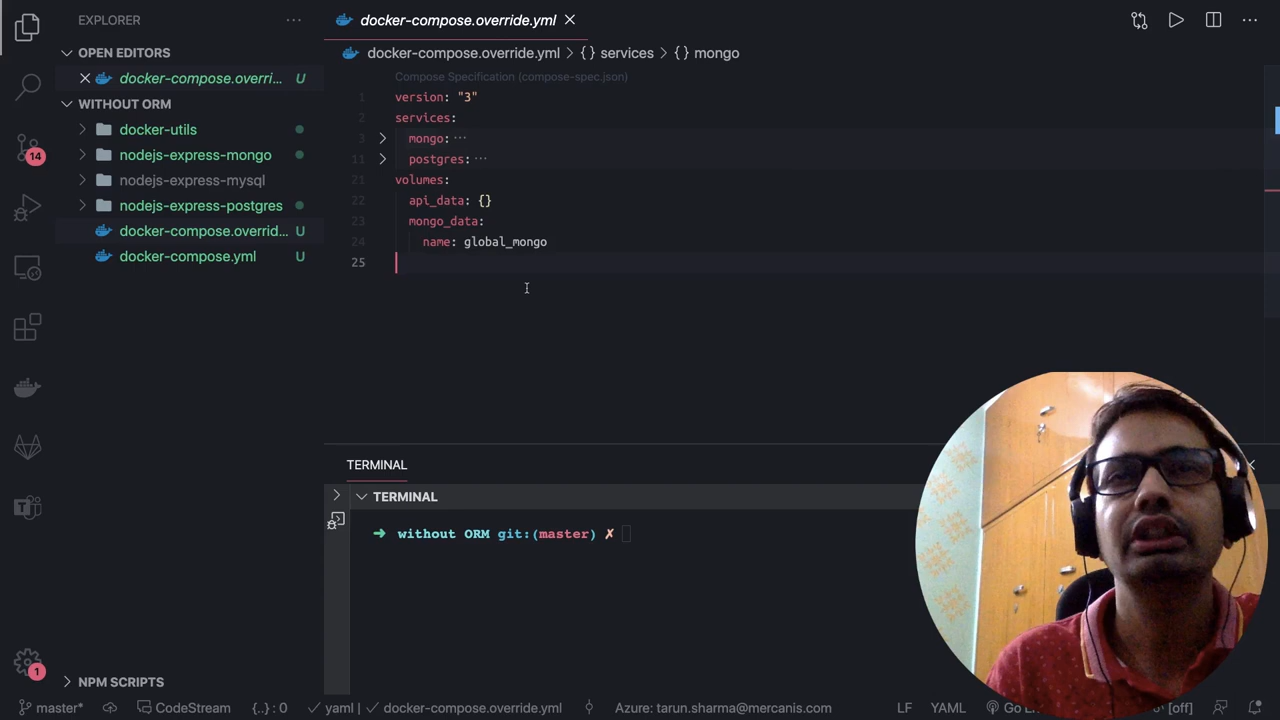 EXPLORER
OPEN EDITORS
docker-compose.overri... U
WITHOUT ORM
docker-utils
nodejs-express-mongo
nodejs-express-mysql
nodejs-express-postgres
docker-compose.overrid... U
docker-compose.yml U
NPM SCRIPTS
14
1
docker-compose.override.yml
docker-compose.override.yml > {} services > {} mongo
Compose Specification (compose-spec.json)
1 version: "3"
2 services:
3 mongo: ...
11 postgres: ...
21 volumes:
22 api_data: {}
23 mongo_data:
24 name: global_mongo
25
TERMINAL
TERMINAL
➜ without ORM git:(master) ✗
master* CodeStream {..} : 0 ✓ yaml | ✓ docker-compose.override.yml Azure: tarun.sharma@mercanis.com LF YAML [off]